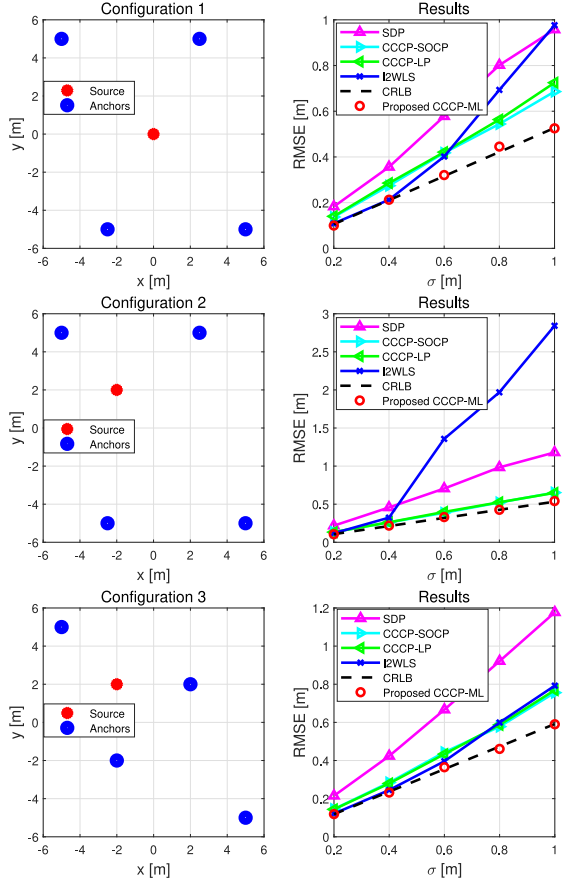 Configuration 1
6
4
2
0
-2
-4
-6
y [m]
Source
Anchors
-6 -4 -2 0 2 4 6
x [m]
Results
1
0.8
0.6
0.4
0.2
0
RMSE [m]
SDP
CCCP-SOCP
CCCP-LP
I2WLS
CRLB
Proposed CCCP-ML
0.2 0.4 0.6 0.8 1
σ [m]
Configuration 2
6
4
2
0
-2
-4
-6
y [m]
Source
Anchors
-6 -4 -2 0 2 4 6
x [m]
Results
3
2.5
2
1.5
1
0.5
0
RMSE [m]
SDP
CCCP-SOCP
CCCP-LP
I2WLS
CRLB
Proposed CCCP-ML
0.2 0.4 0.6 0.8 1
σ [m]
Configuration 3
6
4
2
0
-2
-4
-6
y [m]
Source
Anchors
-6 -4 -2 0 2 4 6
x [m]
Results
1.2
1
0.8
0.6
0.4
0.2
0
RMSE [m]
SDP
CCCP-SOCP
CCCP-LP
I2WLS
CRLB
Proposed CCCP-ML
0.2 0.4 0.6 0.8 1
σ [m]